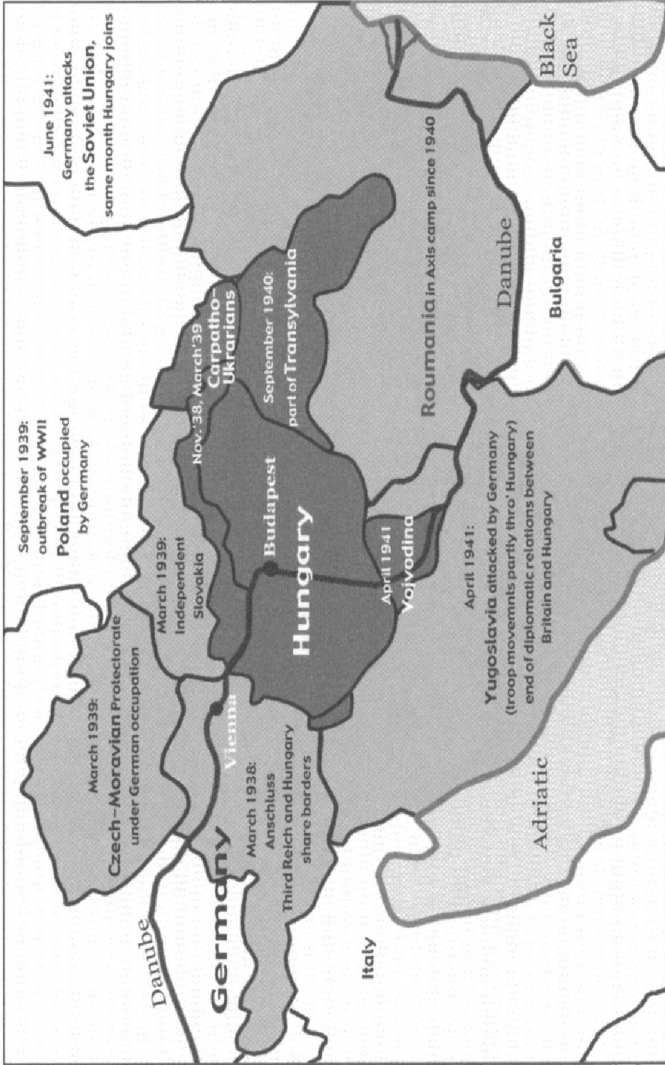 September 1939:
outbreak of WWII
Poland occupied
by Germany
June 1941:
Germany attacks
the Soviet Union,
same month Hungary joins
March 1939:
Czech-Moravian Protectorate
under German occupation
March 1939:
Independent
Slovakia
Nov.'38, March'39
Carpatho-
Ukrarians
September 1940:
part of Transylvania
Danube
Germany
Vienna
March 1938:
Anschluss
Third Reich and Hungary
share borders
Budapest
Hungary
April 1941
Vojvodina
Roumania in Axis camp since 1940
Black
Sea
Italy
Adriatic
April 1941:
Yugoslavia attacked by Germany
(troop movemnts partly thro' Hungary)
end of diplomatic relations between
Britain and Hungary
Danube
Bulgaria